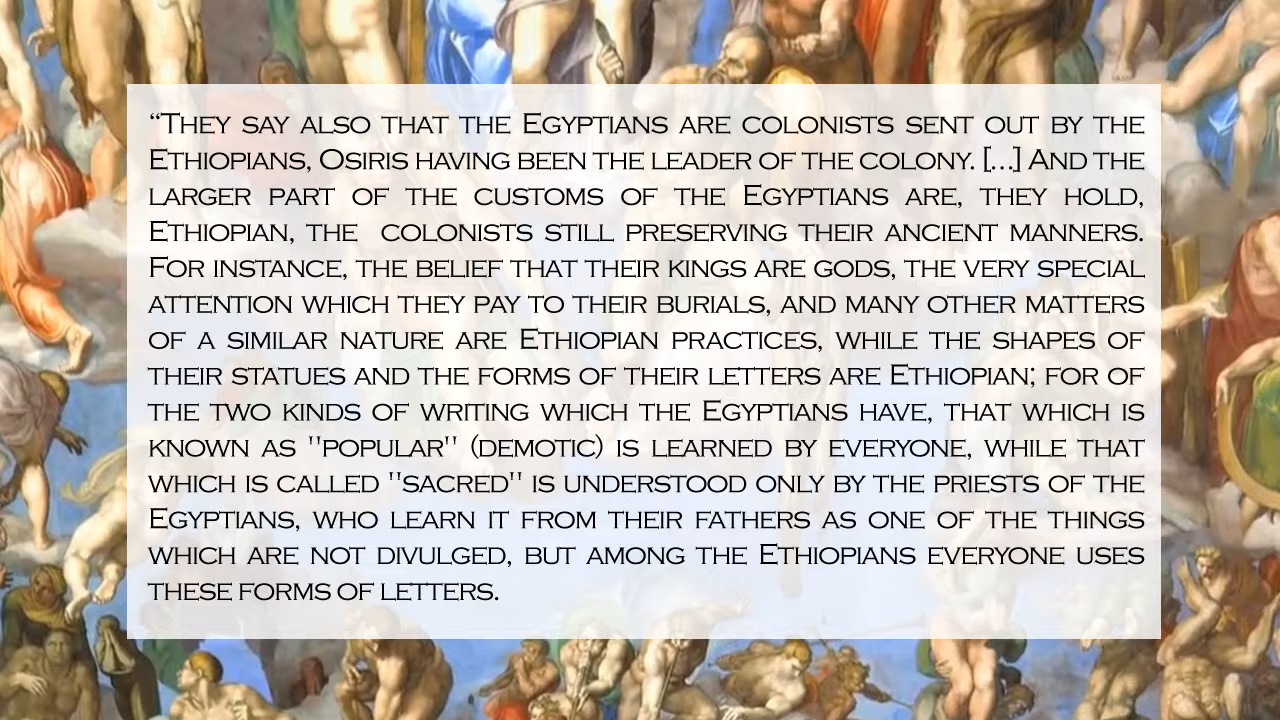 “They say also that the Egyptians are colonists sent out by the
Ethiopians, Osiris having been the leader of the colony. [...] And the
larger part of the customs of the Egyptians are, they hold,
Ethiopian, the  colonists still preserving their ancient manners.
For instance, the belief that their kings are gods, the very special
attention which they pay to their burials, and many other matters
of a similar nature are Ethiopian practices, while the shapes of
their statues and the forms of their letters are Ethiopian; for of
the two kinds of writing which the Egyptians have, that which is
known as "popular" (demotic) is learned by everyone, while that
which is called "sacred" is understood only by the priests of the
Egyptians, who learn it from their fathers as one of the things
which are not divulged, but among the Ethiopians everyone uses
these forms of letters.